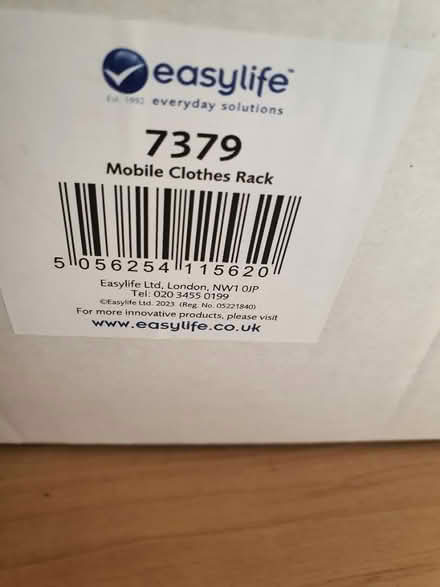 easylife™
Est. 1992 everyday solutions
7379
Mobile Clothes Rack
5 056254 115620
Easylife Ltd, London, NW1 0JP
Tel: 020 3455 0199
©Easylife Ltd. 2023 (Reg. No. 05221840)
For more innovative products, please visit
www.easylife.co.uk